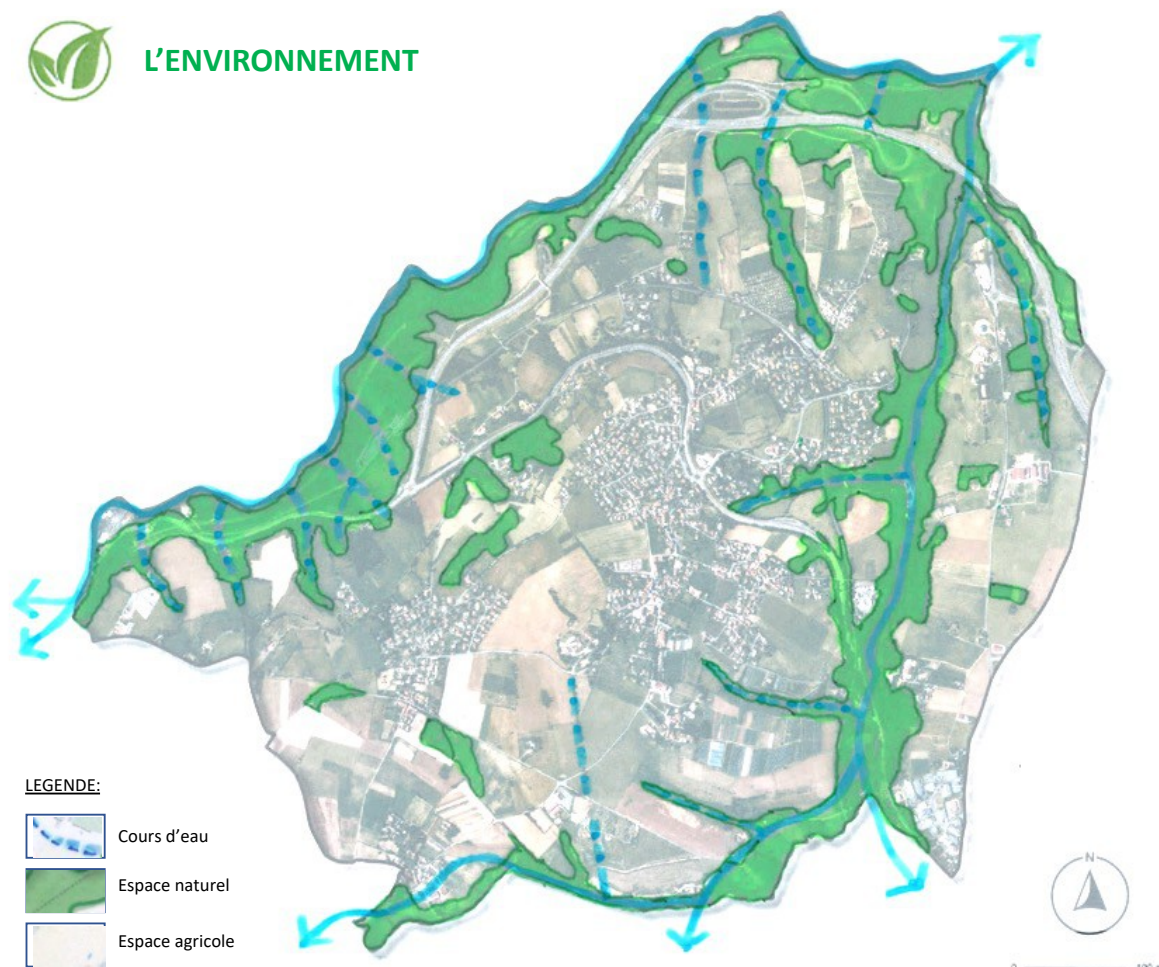 L'ENVIRONNEMENT
N
LEGENDE:
Cours d'eau
Espace naturel
Espace agricole